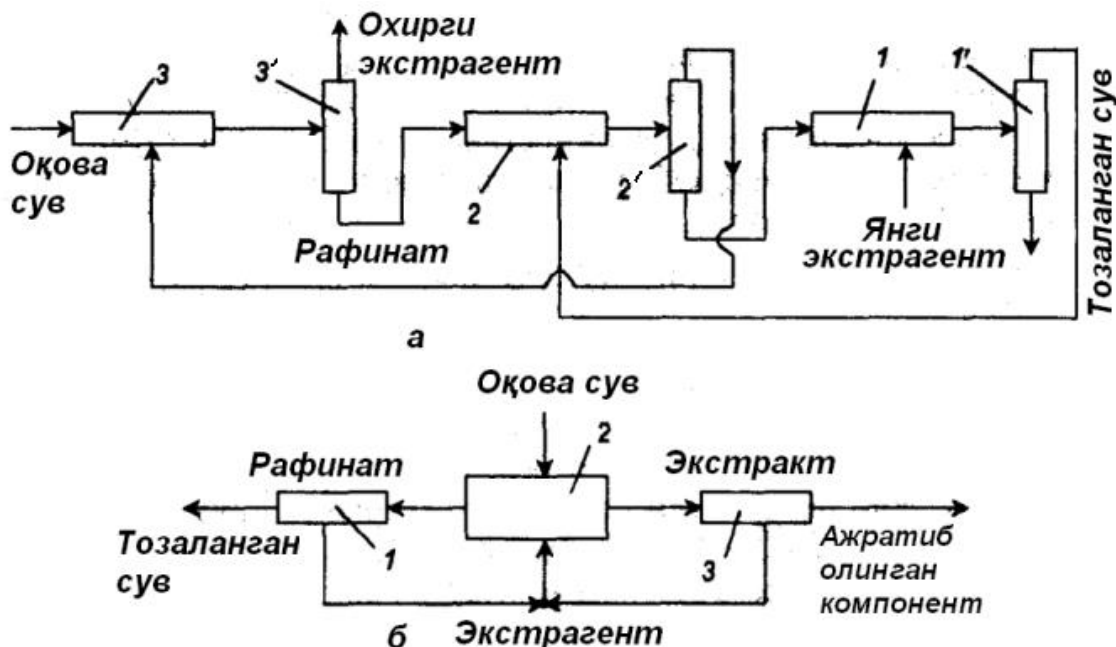 Охирги
экстрагент
3
3′
1
1′
Оқова
сув
2
2′
Рафинат
Янги
экстрагент
Тозаланган сув
а
Оқова сув
2
Рафинат
Экстракт
Тозаланган
сув
1
3
Ажратиб
олинган
компонент
б
Экстрагент